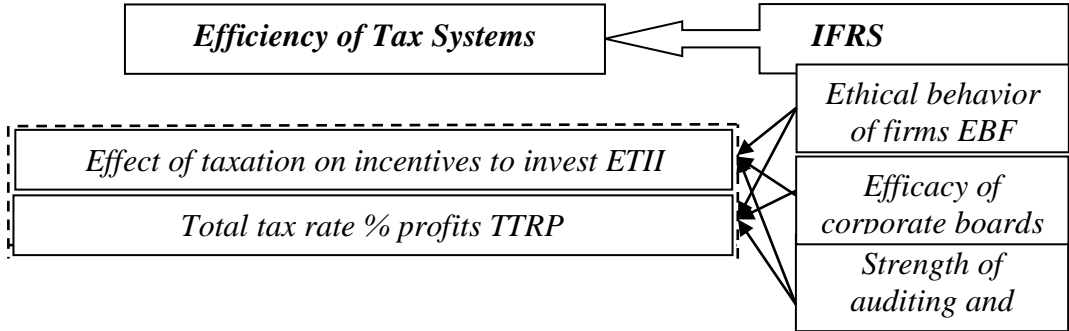 Efficiency of Tax Systems
IFRS
Ethical behavior
of firms EBF
Effect of taxation on incentives to invest ETII
Total tax rate % profits TTRP
Efficacy of
corporate boards
Strength of
auditing and